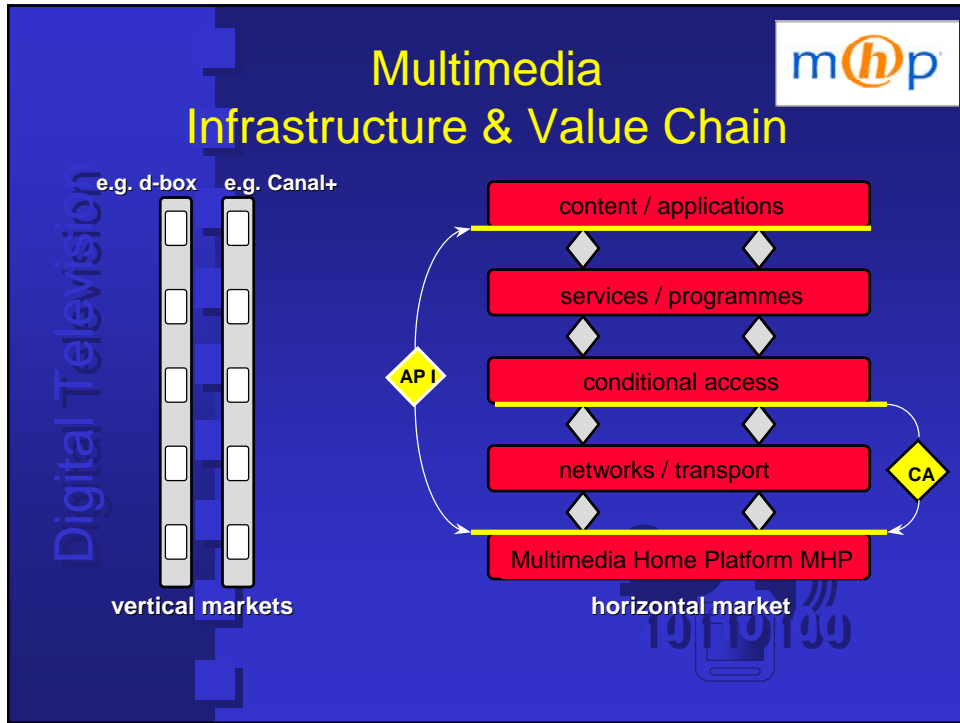 Multimedia
Infrastructure & Value Chain
m(h)p
Digital Television
e.g. d-box
e.g. Canal+
content / applications
services / programmes
AP I
conditional access
networks / transport
CA
Multimedia Home Platform MHP
vertical markets
horizontal market
10110100